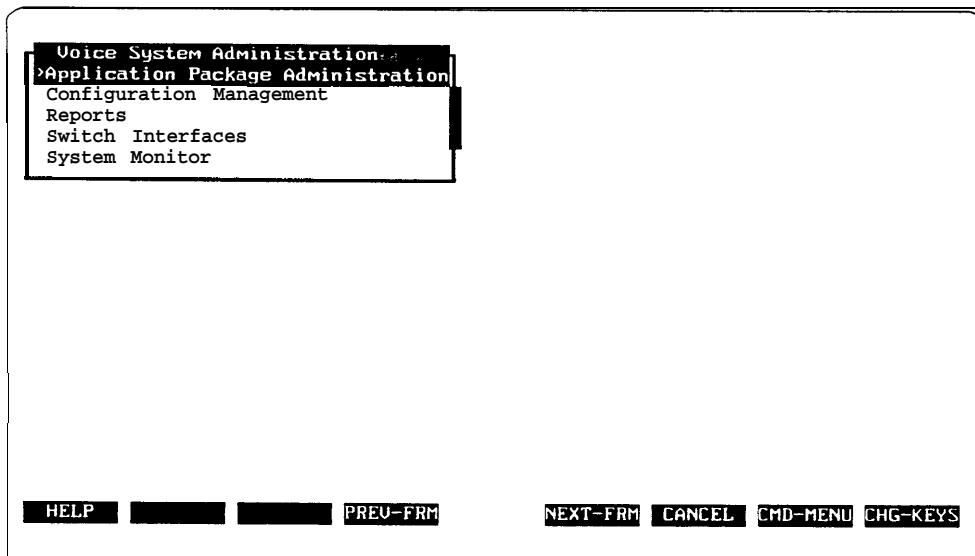 Voice System Administration
>Application Package Administration
Configuration Management
Reports
Switch Interfaces
System Monitor
HELP PREV-FRM NEXT-FRM CANCEL CMD-MENU CHG-KEYS